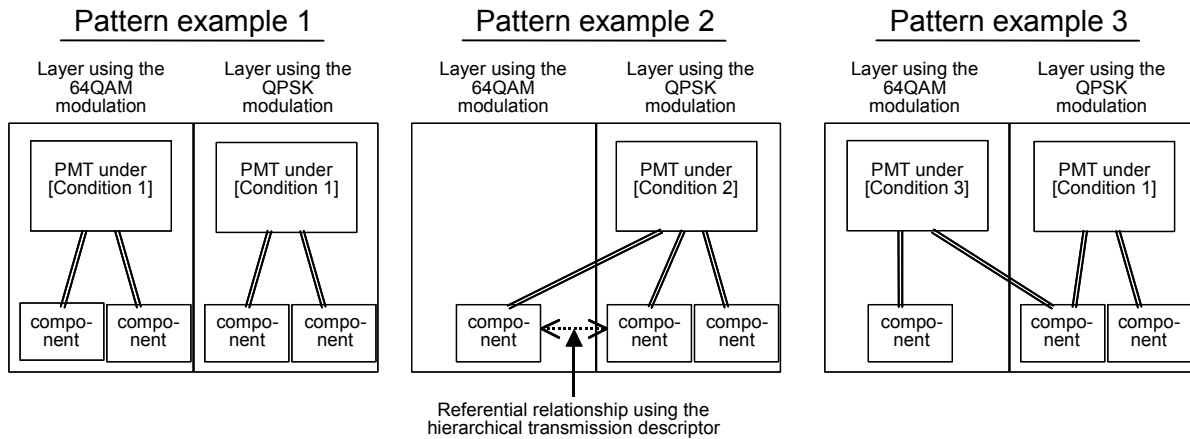 Pattern example 1
Layer using the
64QAM
modulation
Layer using the
QPSK
modulation
PMT under
[Condition 1]
PMT under
[Condition 1]
compo-
nent
compo-
nent
compo-
nent
compo-
nent
Pattern example 2
Layer using the
64QAM
modulation
Layer using the
QPSK
modulation
PMT under
[Condition 2]
compo-
nent
compo-
nent
compo-
nent
Referential relationship using the
hierarchical transmission descriptor
Pattern example 3
Layer using the
64QAM
modulation
Layer using the
QPSK
modulation
PMT under
[Condition 3]
PMT under
[Condition 1]
compo-
nent
compo-
nent
compo-
nent